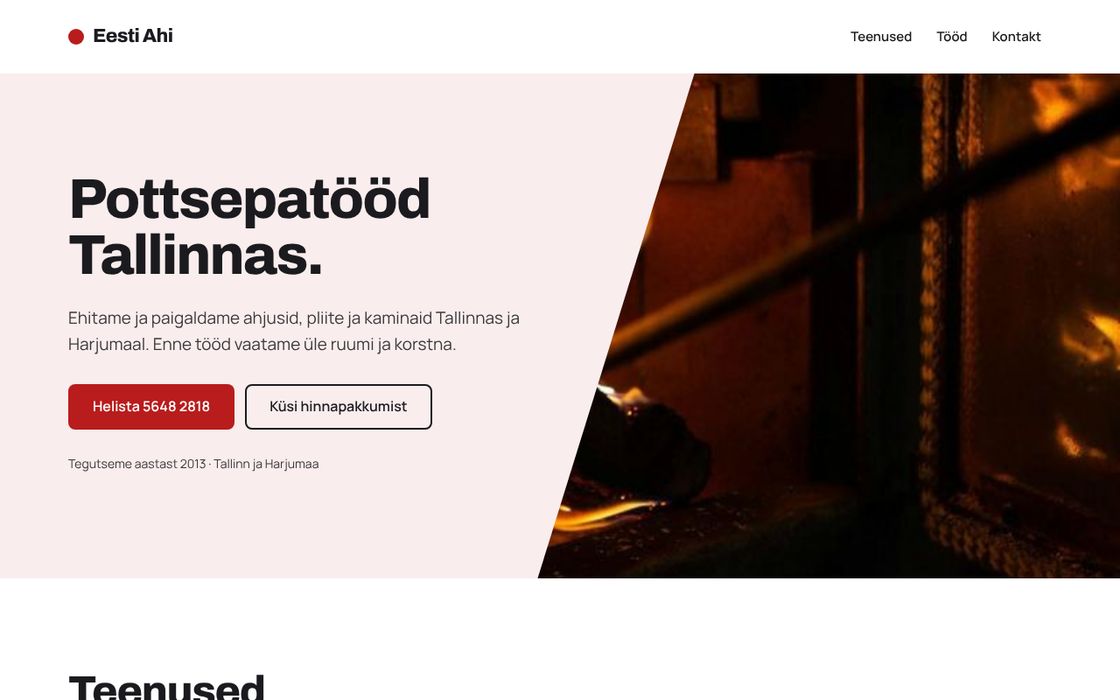 Eesti Ahi
Teenused Tööd Kontakt
Pottsepatööd
Tallinnas.
Ehitame ja paigaldame ahjusid, pliite ja kaminaid Tallinnas ja
Harjumaal. Enne tööd vaatame üle ruumi ja korstna.
Helista 5648 2818
Küsi hinnapakkumist
Tegutseme aastast 2013 · Tallinn ja Harjumaa
Teenused